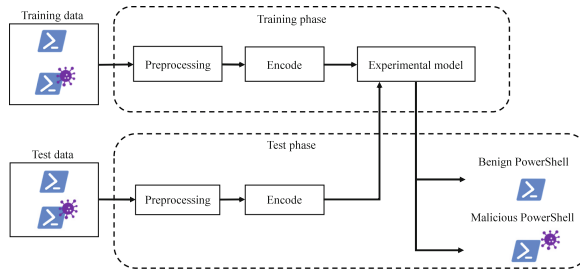 Training data
Training phase
Preprocessing
Encode
Experimental model
Test data
Test phase
Preprocessing
Encode
Benign PowerShell
Malicious PowerShell